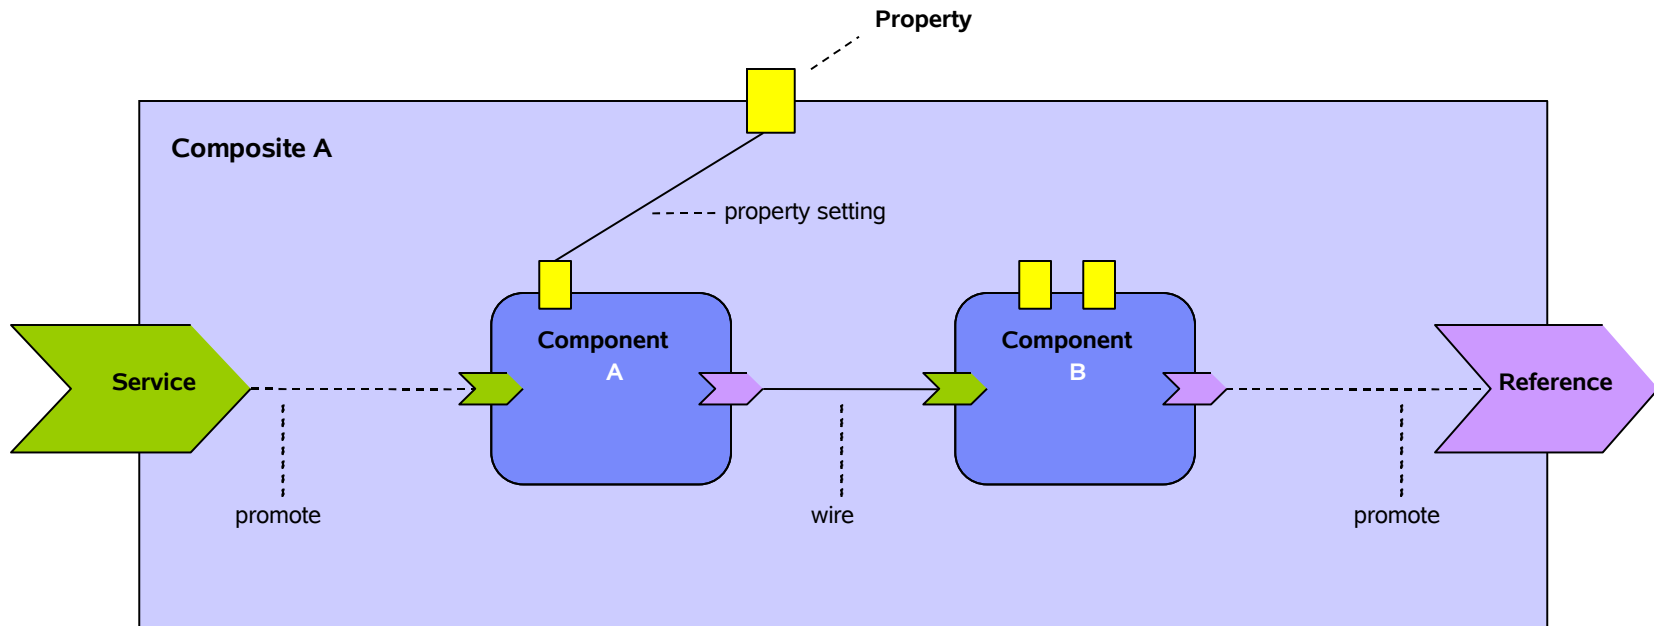 Property
Composite A
property setting
Component
A
Component
B
Service
Reference
promote
wire
promote